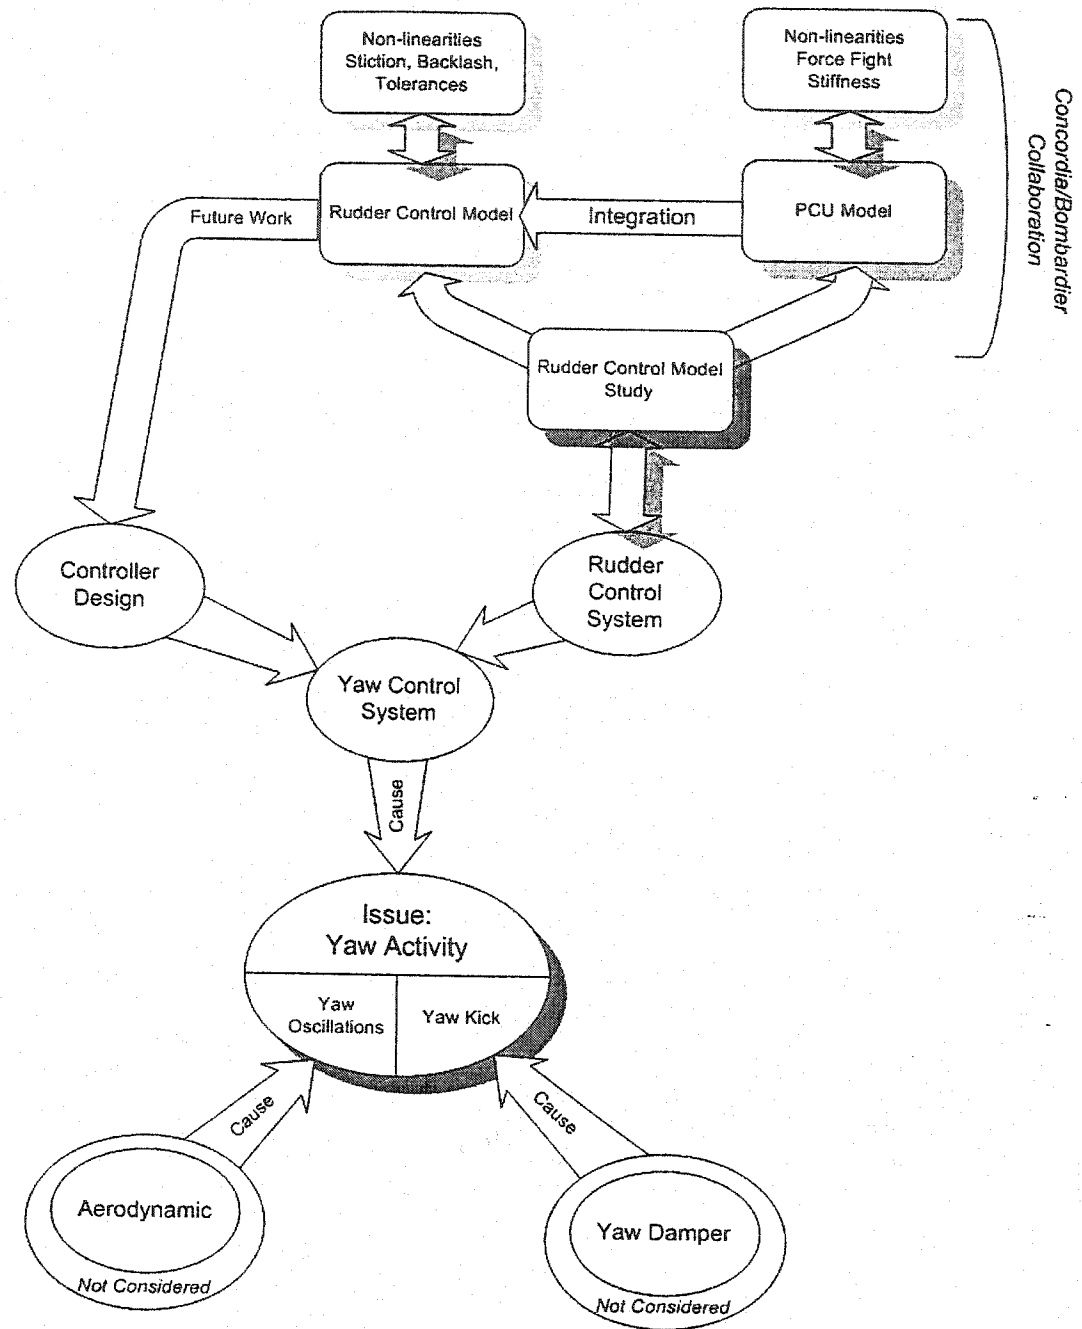 Non-linearities
Stiction, Backlash,
Tolerances
Non-linearities
Force Fight
Stiffness
Concordia/Bombardier
Collaboration
Future Work
Rudder Control Model
Integration
PCU Model
Rudder Control Model
Study
Controller
Design
Rudder
Control
System
Yaw Control
System
Cause
Issue:
Yaw Activity
Yaw
Oscillations
Yaw Kick
Cause
Cause
Aerodynamic
Not Considered
Yaw Damper
Not Considered